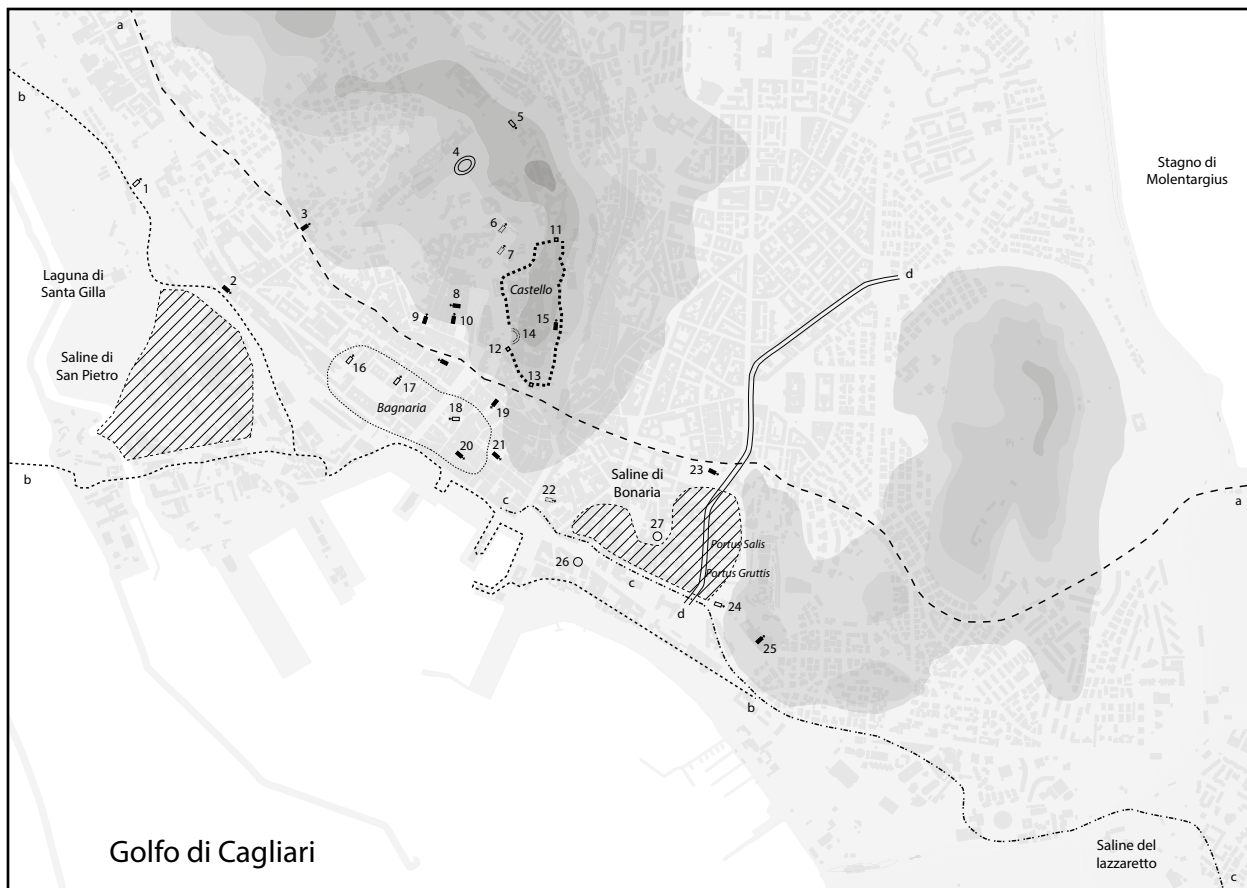 a
b
5
4
Stagno di
Molentargius
1
3
6
11
7
d
Laguna di
Santa Gilla
2
Castello
8
9
10
15
14
Saline di
San Pietro
12
16
13
17
Bagnaria
18
19
20
21
b
Saline di
Bonaria
23
c
22
a
27
Portus Salis
26
c
Portus Gruttis
d
24
25
b
Golfo di Cagliari
Saline del
lazzaretto
c